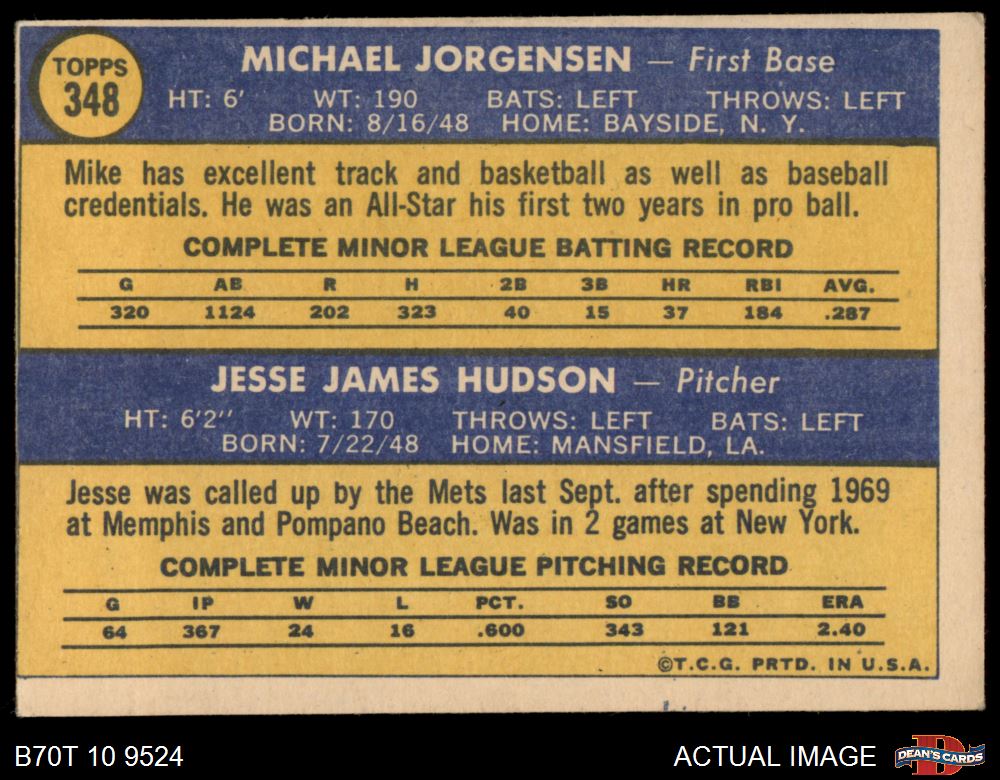 TOPPS
348
MICHAEL JORGENSEN — First Base
HT: 6' WT: 190 BATS: LEFT THROWS: LEFT
BORN: 8/16/48 HOME: BAYSIDE, N. Y.
Mike has excellent track and basketball as well as baseball
credentials. He was an All-Star his first two years in pro ball.
COMPLETE MINOR LEAGUE BATTING RECORD
G AB R H 2B 3B HR RBI AVG.
320 1124 202 323 40 15 37 184 .287
JESSE JAMES HUDSON — Pitcher
HT: 6'2'' WT: 170 THROWS: LEFT BATS: LEFT
BORN: 7/22/48 HOME: MANSFIELD, LA.
Jesse was called up by the Mets last Sept. after spending 1969
at Memphis and Pompano Beach. Was in 2 games at New York.
COMPLETE MINOR LEAGUE PITCHING RECORD
G IP W L PCT. SO BB ERA
64 367 24 16 .600 343 121 2.40
©T.C.G. PRTD. IN U.S.A.
B70T 10 9524 ACTUAL IMAGE
D
DEAN'S CARDS